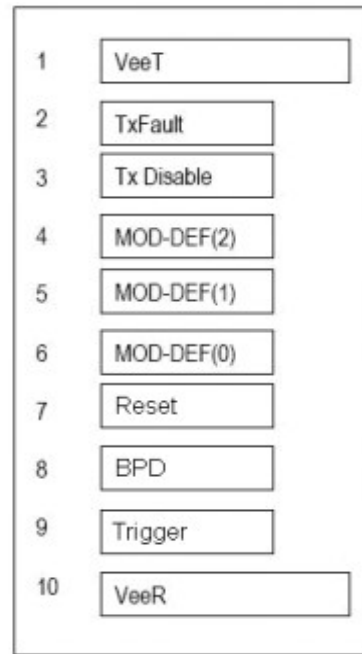 1 VeeT
2 TxFault
3 Tx Disable
4 MOD-DEF(2)
5 MOD-DEF(1)
6 MOD-DEF(0)
7 Reset
8 BPD
9 Trigger
10 VeeR